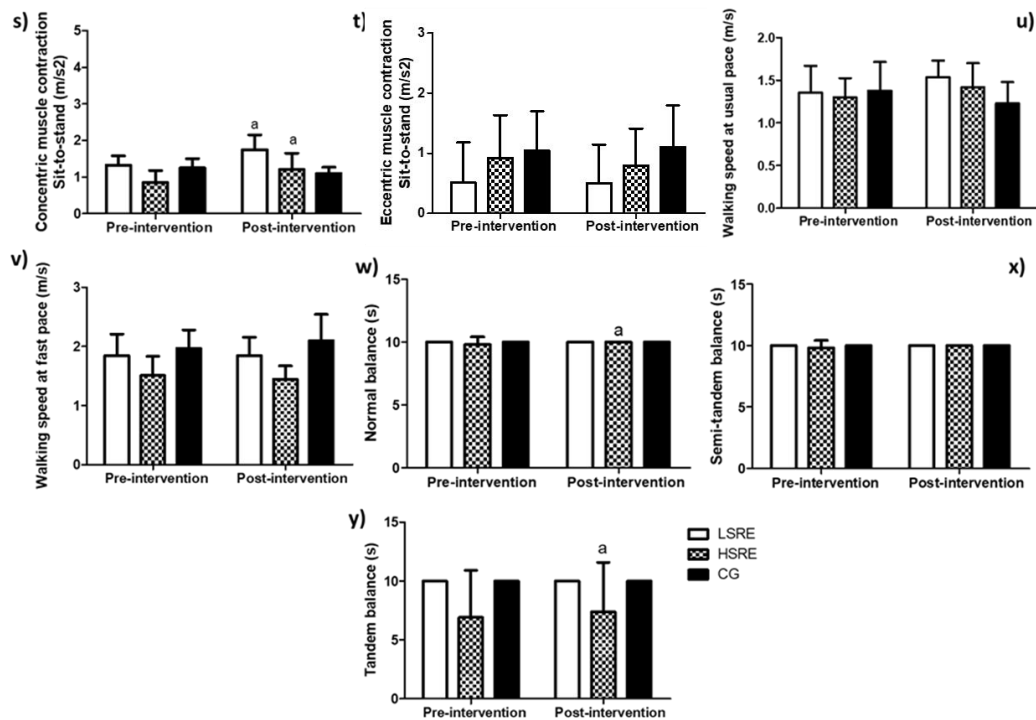 s)
Concentric muscle contraction
Sit-to-stand (m/s2)
5
4
3
2
1
0
a
a
Pre-intervention
Post-intervention
t)
Eccentric muscle contraction
Sit-to-stand (m/s2)
3
2
1
0
Pre-intervention
Post-intervention
u)
Walking speed at usual pace (m/s)
2.0
1.5
1.0
0.5
0.0
Pre-intervention
Post-intervention
v)
Walking speed at fast pace (m/s)
3
2
1
0
Pre-intervention
Post-intervention
w)
Normal balance (s)
15
10
5
0
a
Pre-intervention
Post-intervention
x)
Semi-tandem balance (s)
15
10
5
0
Pre-intervention
Post-intervention
y)
Tandem balance (s)
15
10
5
0
a
Pre-intervention
Post-intervention
LSRE
HSRE
CG